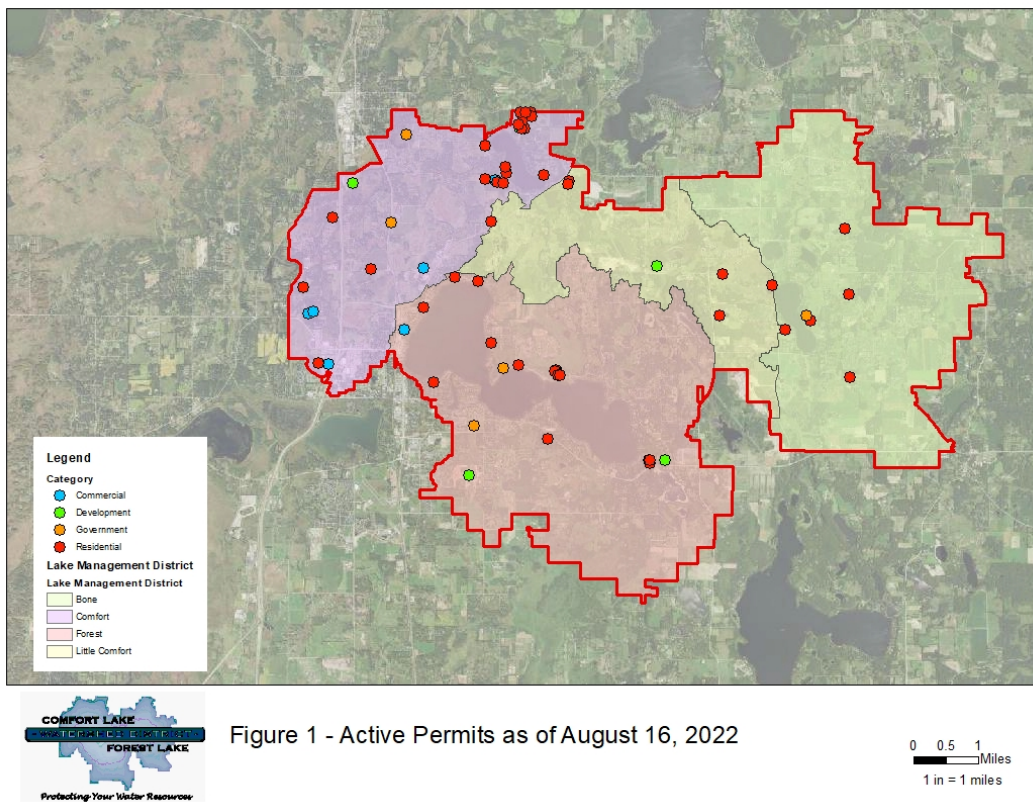 Legend
Category
Commercial
Development
Government
Residential
Lake Management District
Lake Management District
Bone
Comfort
Forest
Little Comfort
COMFORT LAKE
WATERSHED DISTRICT
FOREST LAKE
Protecting Your Water Resources
Figure 1 - Active Permits as of August 16, 2022
0 0.5 1
Miles
1 in = 1 miles